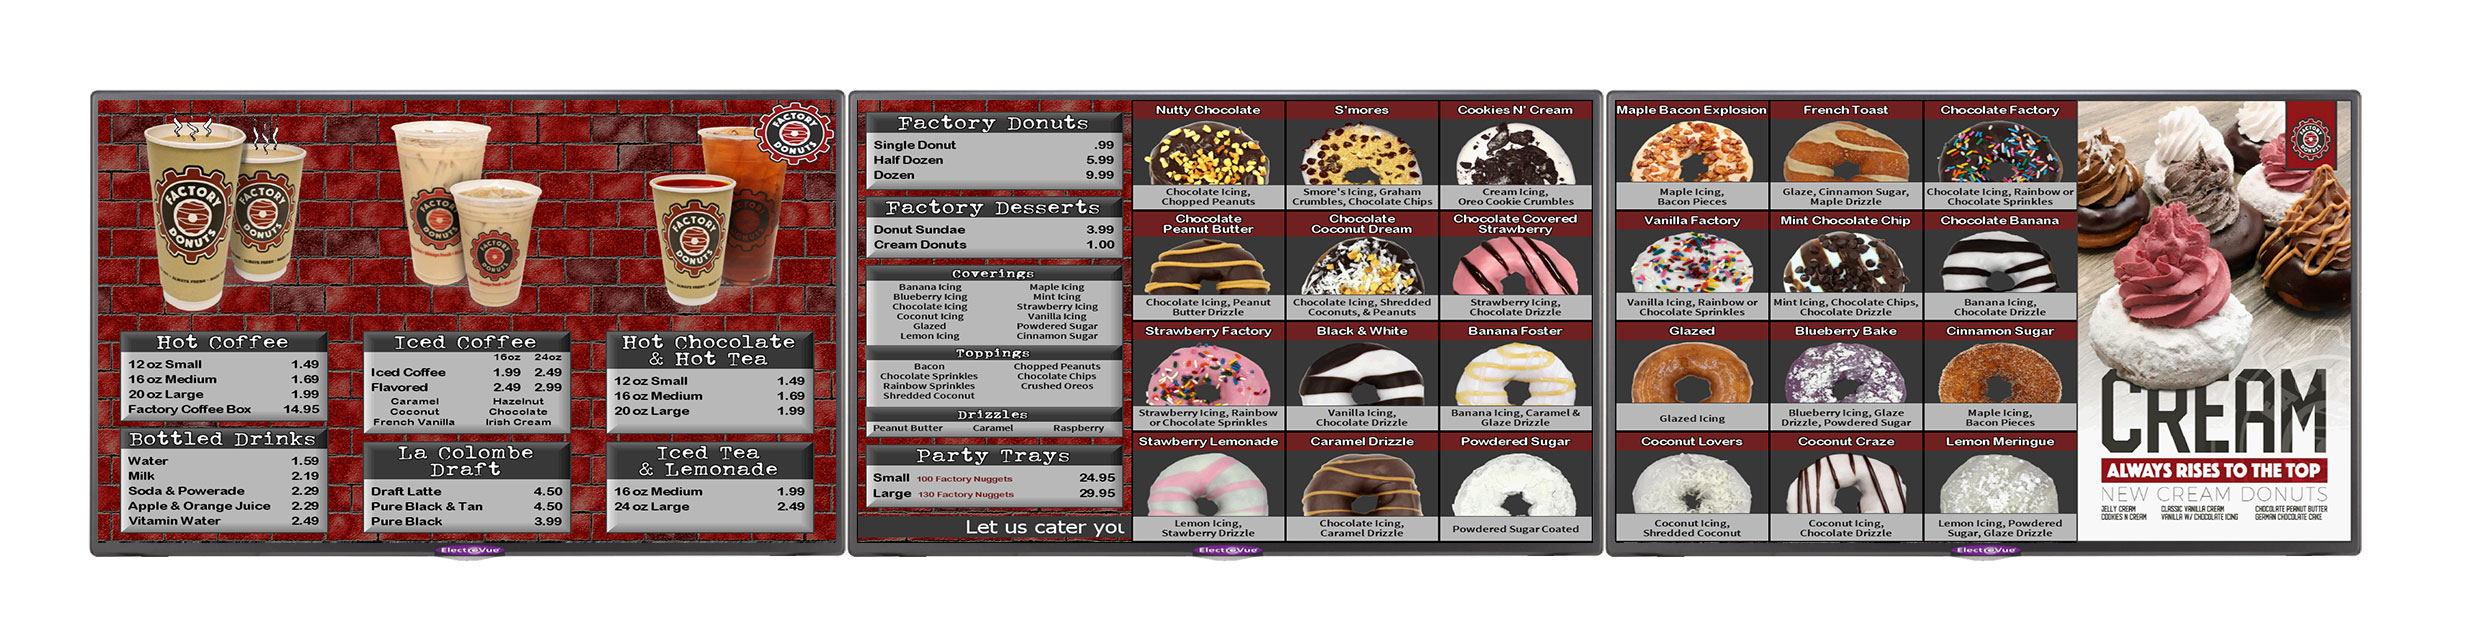 FACTORY
DONUTS
FACTORY
DONUTS
FACTORY
DONUTS
FACTORY
DONUTS
FACTORY
DONUTS
FACTORY
DONUTS
Hot Coffee
12 oz Small 1.49
16 oz Medium 1.69
20 oz Large 1.99
Factory Coffee Box 14.95
Bottled Drinks
Water 1.59
Milk 2.19
Soda & Powerade 2.29
Apple & Orange Juice 2.29
Vitamin Water 2.49
Iced Coffee
16oz 24oz
Iced Coffee 1.99 2.49
Flavored 2.49 2.99
Caramel Hazelnut
Coconut Chocolate
French Vanilla Irish Cream
La Colombe
Draft
Draft Latte 4.50
Pure Black & Tan 4.50
Pure Black 3.99
Hot Chocolate
& Hot Tea
12 oz Small 1.49
16 oz Medium 1.69
20 oz Large 1.99
Iced Tea
& Lemonade
16 oz Medium 1.99
24 oz Large 2.49
ElectroVue
Factory Donuts
Single Donut .99
Half Dozen 5.99
Dozen 9.99
Factory Desserts
Donut Sundae 3.99
Cream Donuts 1.00
Coverings
Banana Icing Maple Icing
Blueberry Icing Mint Icing
Chocolate Icing Strawberry Icing
Coconut Icing Vanilla Icing
Glazed Powdered Sugar
Lemon Icing Cinnamon Sugar
Toppings
Bacon Chopped Peanuts
Chocolate Sprinkles Chocolate Chips
Rainbow Sprinkles Crushed Oreos
Shredded Coconut
Drizzles
Peanut Butter Caramel Raspberry
Party Trays
Small 100 Factory Nuggets 24.95
Large 130 Factory Nuggets 29.95
Let us cater you
Nutty Chocolate
Chocolate Icing,
Chopped Peanuts
S'mores
Smore's Icing, Graham
Crumbles, Chocolate Chips
Cookies N' Cream
Cream Icing,
Oreo Cookie Crumbles
Chocolate
Peanut Butter
Chocolate Icing, Peanut
Butter Drizzle
Chocolate
Coconut Dream
Chocolate Icing, Shredded
Coconuts, & Peanuts
Chocolate Covered
Strawberry
Strawberry Icing,
Chocolate Drizzle
Strawberry Factory
Strawberry Icing, Rainbow
or Chocolate Sprinkles
Black & White
Vanilla Icing,
Chocolate Drizzle
Banana Foster
Banana Icing, Caramel &
Glaze Drizzle
Stawberry Lemonade
Lemon Icing,
Stawberry Drizzle
Caramel Drizzle
Chocolate Icing,
Caramel Drizzle
Powdered Sugar
Powdered Sugar Coated
ElectroVue
Maple Bacon Explosion
Maple Icing,
Bacon Pieces
French Toast
Glaze, Cinnamon Sugar,
Maple Drizzle
Chocolate Factory
Chocolate Icing, Rainbow or
Chocolate Sprinkles
Vanilla Factory
Vanilla Icing, Rainbow or
Chocolate Sprinkles
Mint Chocolate Chip
Mint Icing, Chocolate Chips,
Chocolate Drizzle
Chocolate Banana
Banana Icing,
Chocolate Drizzle
Glazed
Glazed Icing
Blueberry Bake
Blueberry Icing, Glaze
Drizzle, Powdered Sugar
Cinnamon Sugar
Maple Icing,
Bacon Pieces
Coconut Lovers
Coconut Icing,
Shredded Coconut
Coconut Craze
Coconut Icing,
Chocolate Drizzle
Lemon Meringue
Lemon Icing, Powdered
Sugar, Glaze Drizzle
FACTORY
DONUTS
CREAM
ALWAYS RISES TO THE TOP
NEW CREAM DONUTS
JELLY CREAM CLASSIC VANILLA CREAM CHOCOLATE PEANUT BUTTER
COOKIES N CREAM VANILLA W/ CHOCOLATE ICING GERMAN CHOCOLATE CAKE
ElectroVue